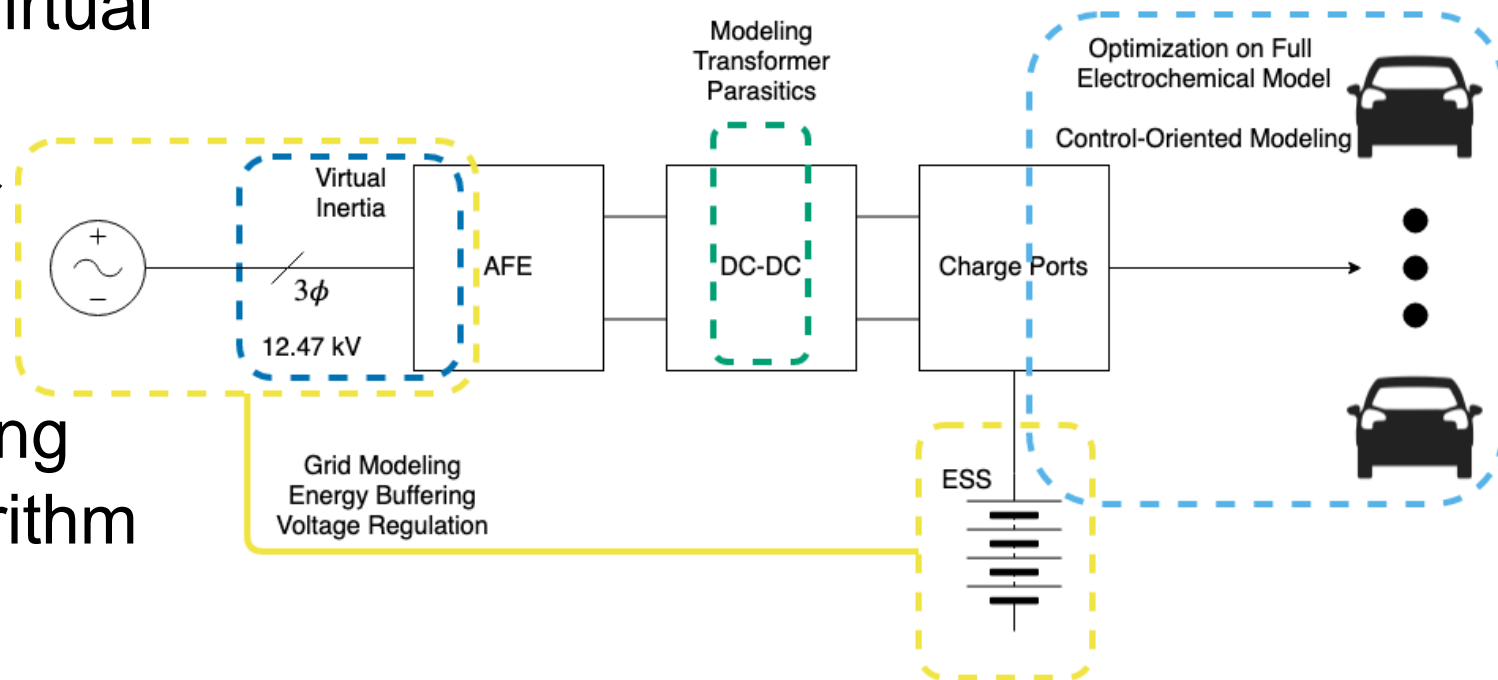 irtual
Modeling
Transformer
Parasitics
Optimization on Full
Electrochemical Model
Control-Oriented Modeling
Virtual
Inertia
+
−
3ϕ
12.47 kV
AFE
DC-DC
Charge Ports
ng
rithm
Grid Modeling
Energy Buffering
Voltage Regulation
ESS